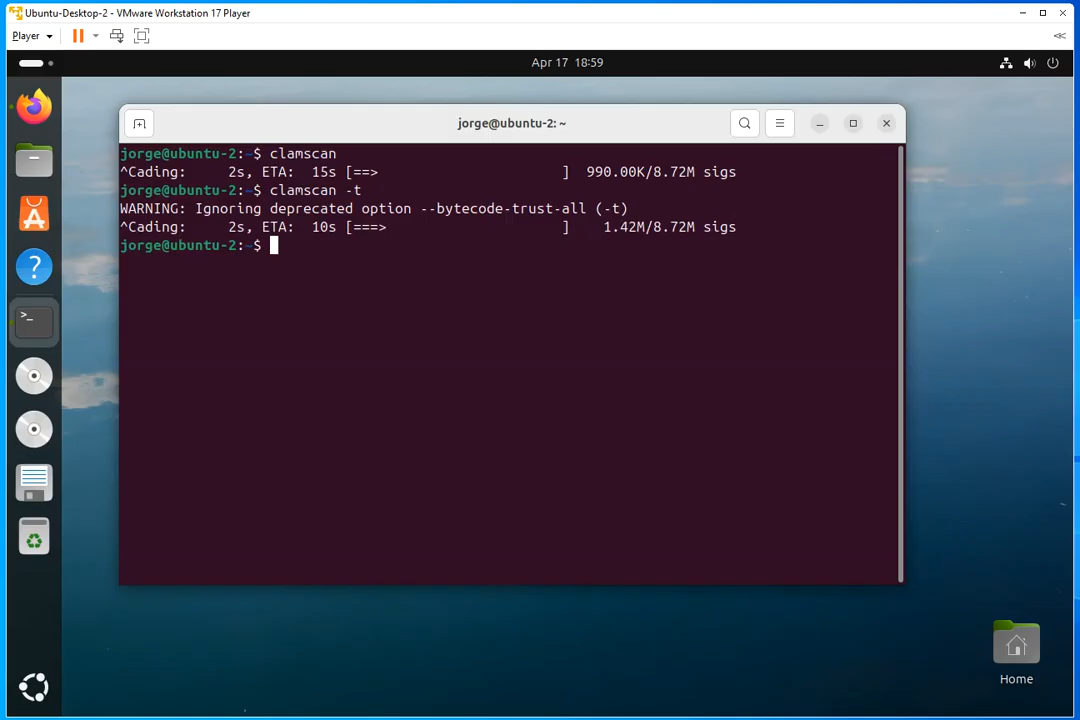 Ubuntu-Desktop-2 - VMware Workstation 17 Player
Player
Apr 17 18:59
jorge@ubuntu-2: ~
jorge@ubuntu-2:~$ clamscan
^Cading:     2s, ETA:  15s [==>                    ]  990.00K/8.72M sigs
jorge@ubuntu-2:~$ clamscan -t
WARNING: Ignoring deprecated option --bytecode-trust-all (-t)
^Cading:     2s, ETA:  10s [===>                   ]    1.42M/8.72M sigs
jorge@ubuntu-2:~$
Home